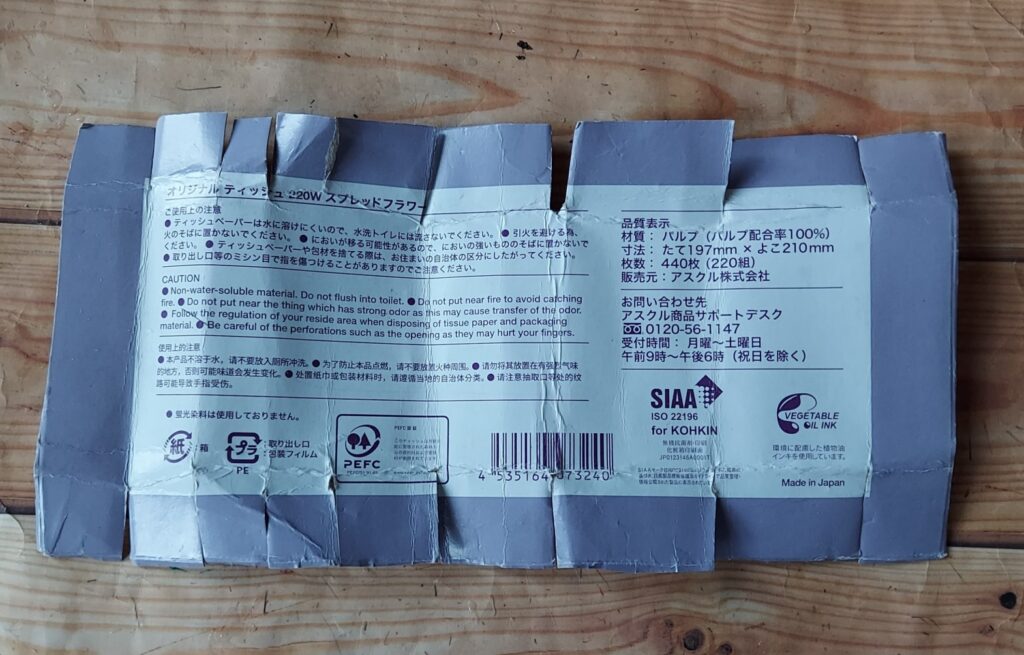 オリジナル ティッシュ 220W スプレッドフラワー
ご使用上の注意
● ティッシュペーパーは水に溶けにくいので、水洗トイレには流さないでください。 ● 引火を避ける為、
火のそばに置かないでください。 ● においが移る可能性があるので、においの強いもののそばに置かないで
ください。 ● ティッシュペーパーや包材を捨てる際は、お住まいの自治体の区分にしたがってください。
● 取り出し口等のミシン目で指を傷つけることがありますのでご注意ください。
CAUTION
● Non-water-soluble material. Do not flush into toilet. ● Do not put near fire to avoid catching
fire. ● Do not put near the thing which has strong odor as this may cause transfer of the odor.
● Follow the regulation of your reside area when disposing of tissue paper and packaging
material. ● Be careful of the perforations such as the opening as they may hurt your fingers.
使用上的注意
● 本产品不溶于水，请不要放入厕所冲洗。 ● 为了防止本品点燃，请不要放置火种周围。 ● 请勿将其放置在有强烈气味
的地方，否则可能味道会发生变化。 ● 处置纸巾或包装材料时，请遵循当地的自治体分类。 ● 请注意抽取口等处的纹
路可能导致手指受伤。
● 蛍光染料は使用しておりません。
紙 : 箱
プラ : 取り出し口
: 包装フィルム
PE
PEFC
PEFC 認証
4 535164 073240
品質表示
材質： パルプ（パルプ配合率100%）
寸法： たて197mm × よこ210mm
枚数： 440枚（220組）
販売元：アスクル株式会社
お問い合わせ先
アスクル商品サポートデスク
0120-56-1147
受付時間： 月曜～土曜日
午前9時～午後6時（祝日を除く）
SIAA
ISO 22196
for KOHKIN
無機抗菌剤・印刷
化粧箱印刷面
VEGETABLE
OIL INK
環境に配慮した植物油
インキを使用しています。
Made in Japan